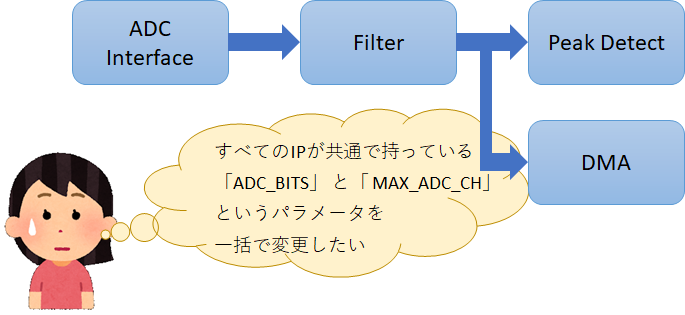 ADC
Interface
Filter
Peak Detect
DMA
すべてのIPが共通で持っている
「ADC_BITS」と「MAX_ADC_CH」
というパラメータを
一括で変更したい